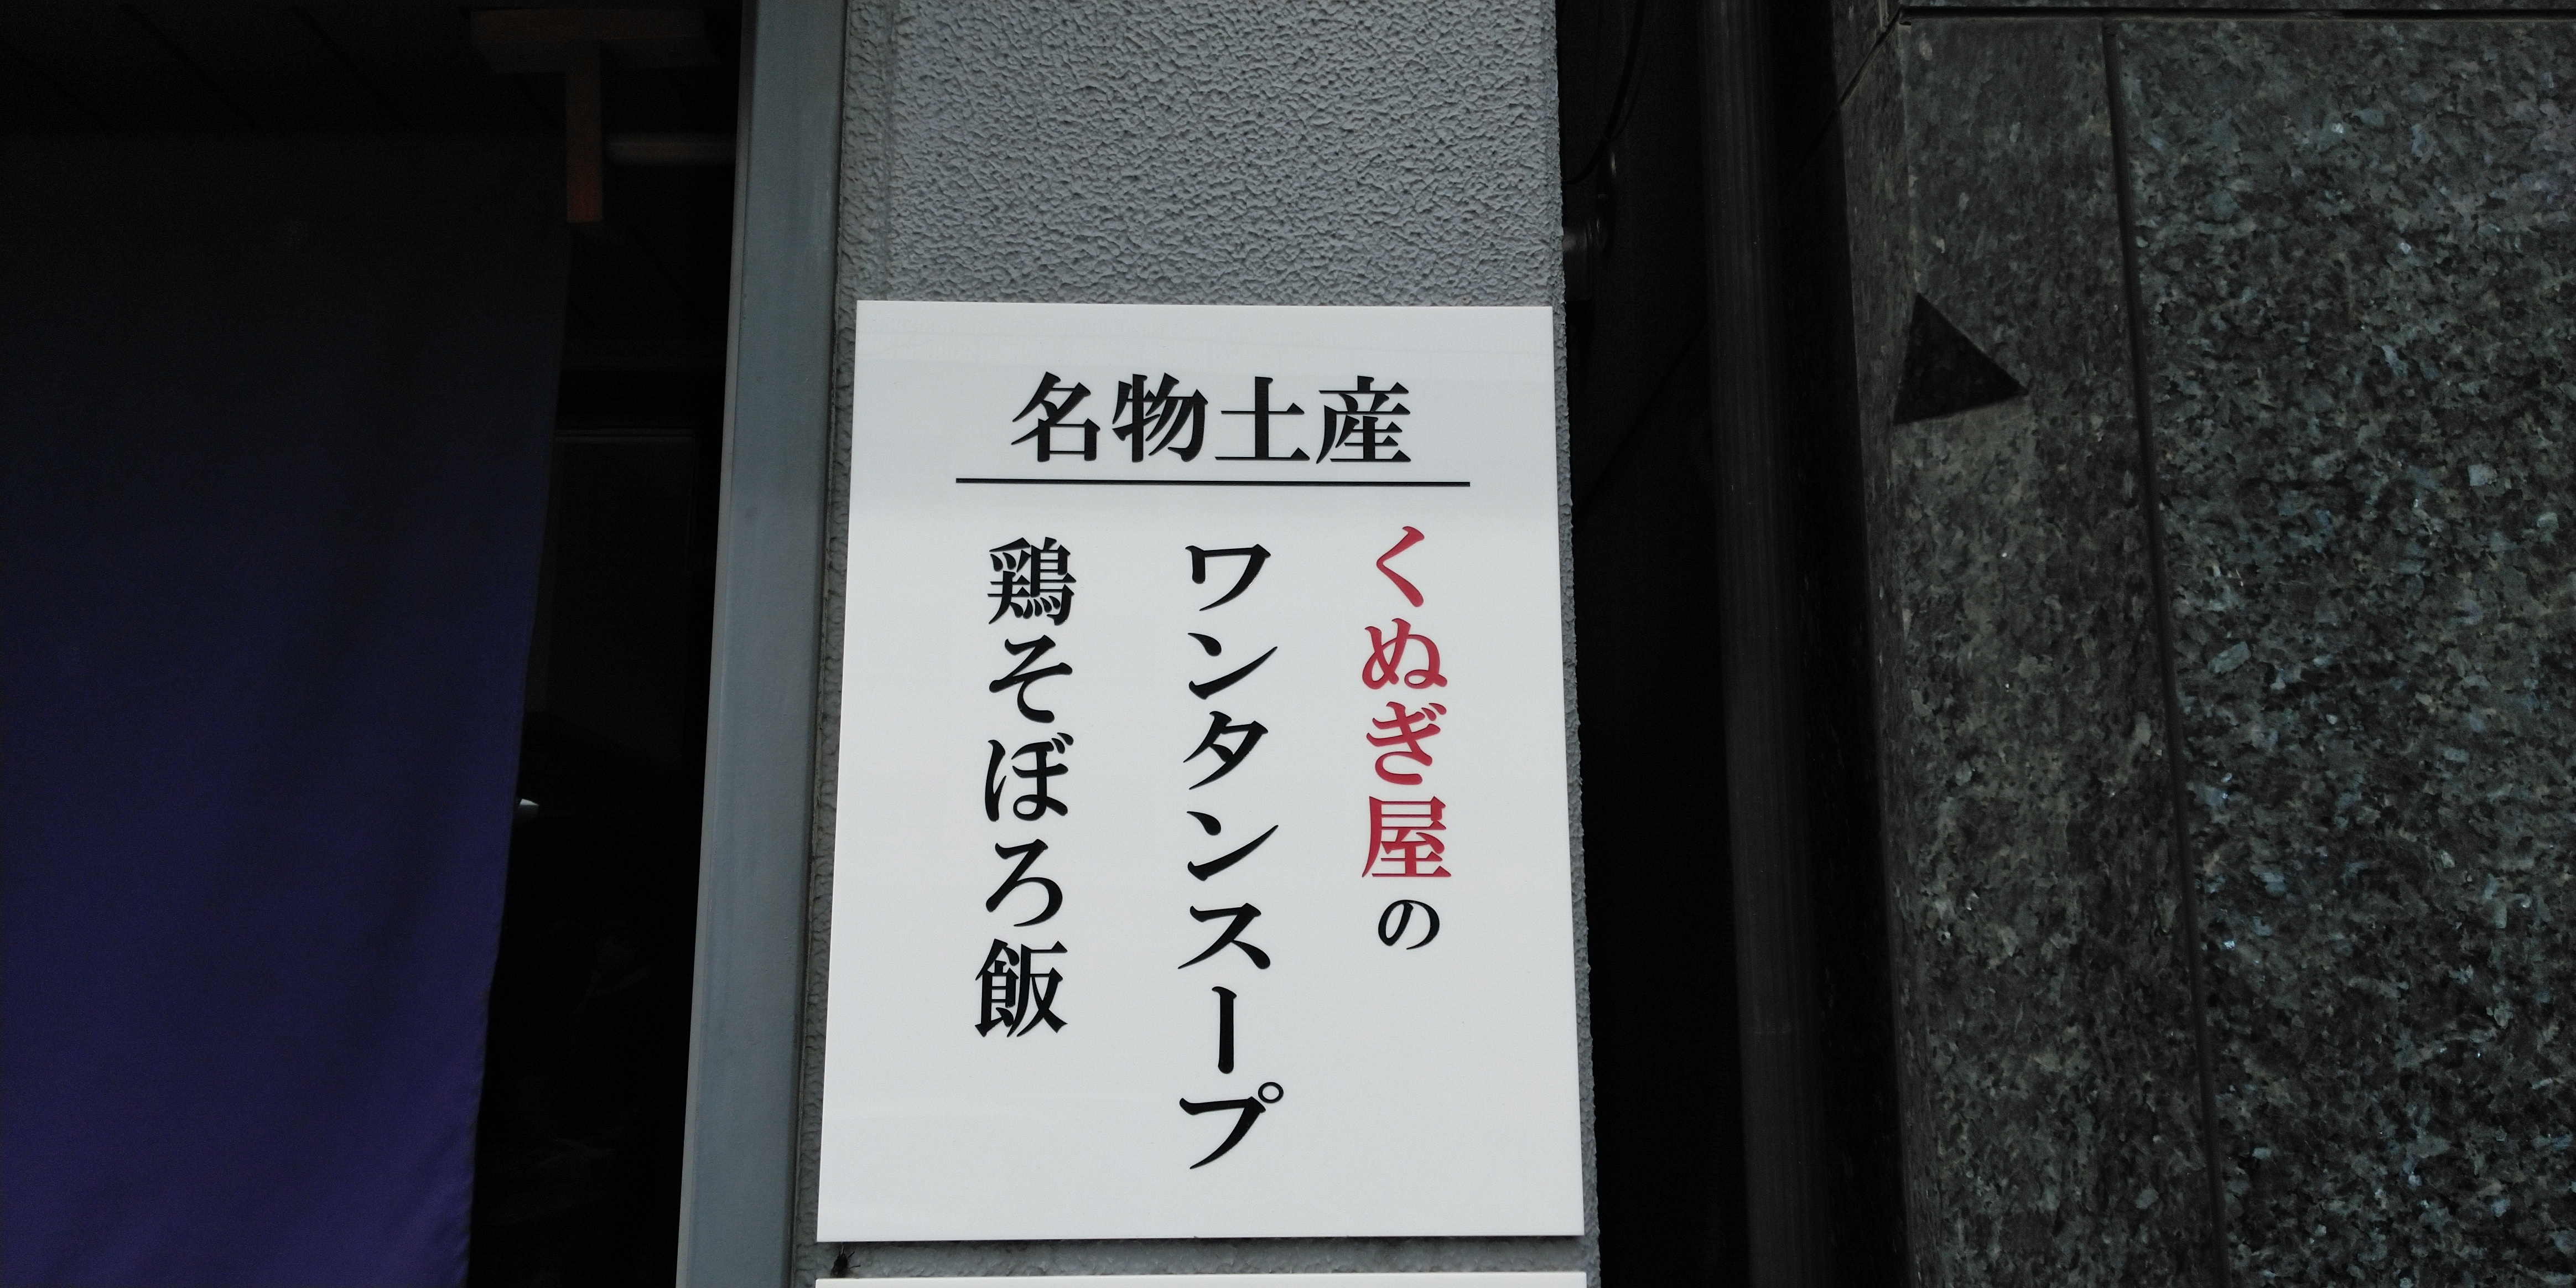 名物土産
くぬぎ屋の
ワンタンスープ
鶏そぼろ飯